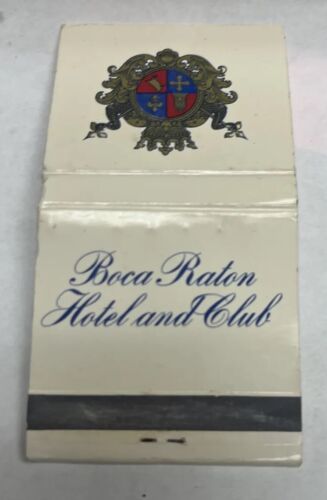 Boca Raton
Hotel and Club